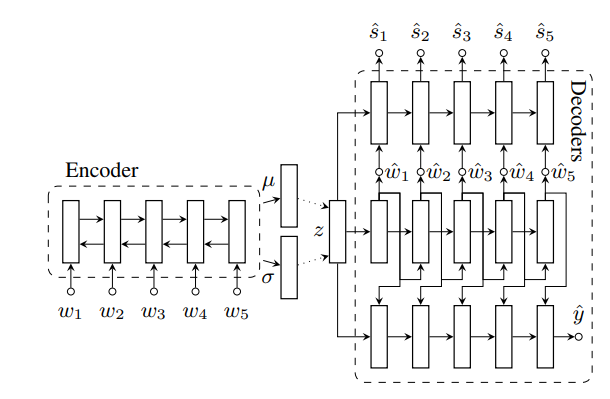 ŝ₁ ŝ₂ ŝ₃ ŝ₄ ŝ₅
Decoders
Encoder
μ
ŵ₁ ŵ₂ ŵ₃ ŵ₄ ŵ₅
z
σ
w₁ w₂ w₃ w₄ w₅
ŷ